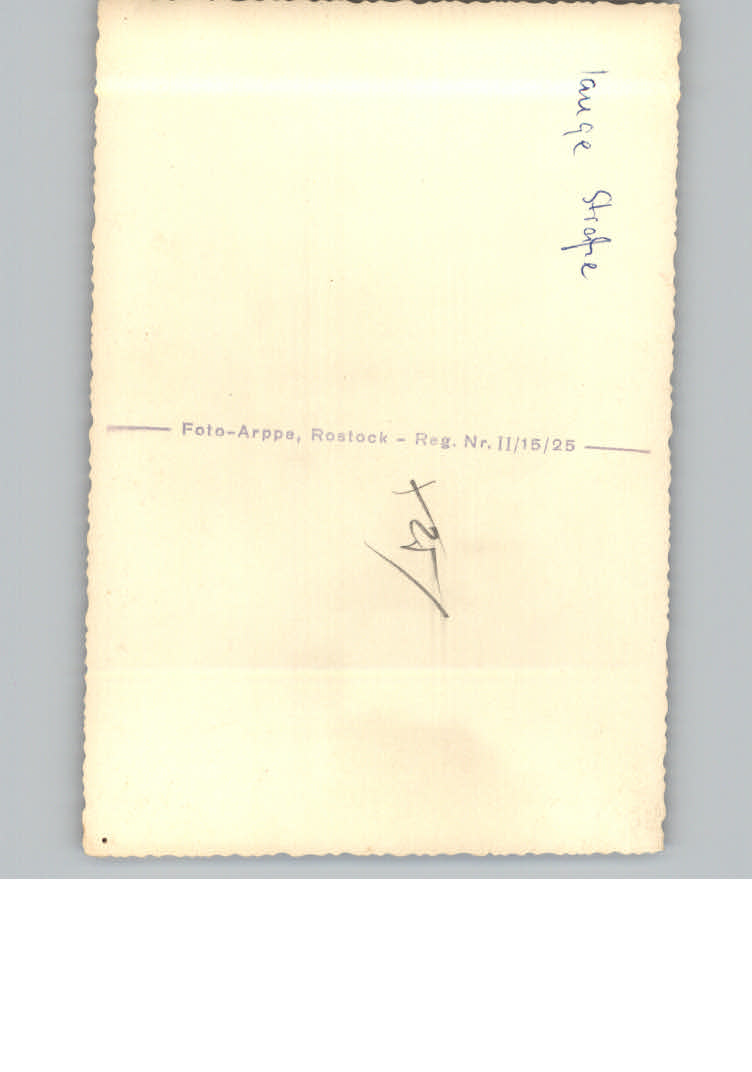 lange Straße
Foto-Arppe, Rostock - Reg. Nr. II/15/25